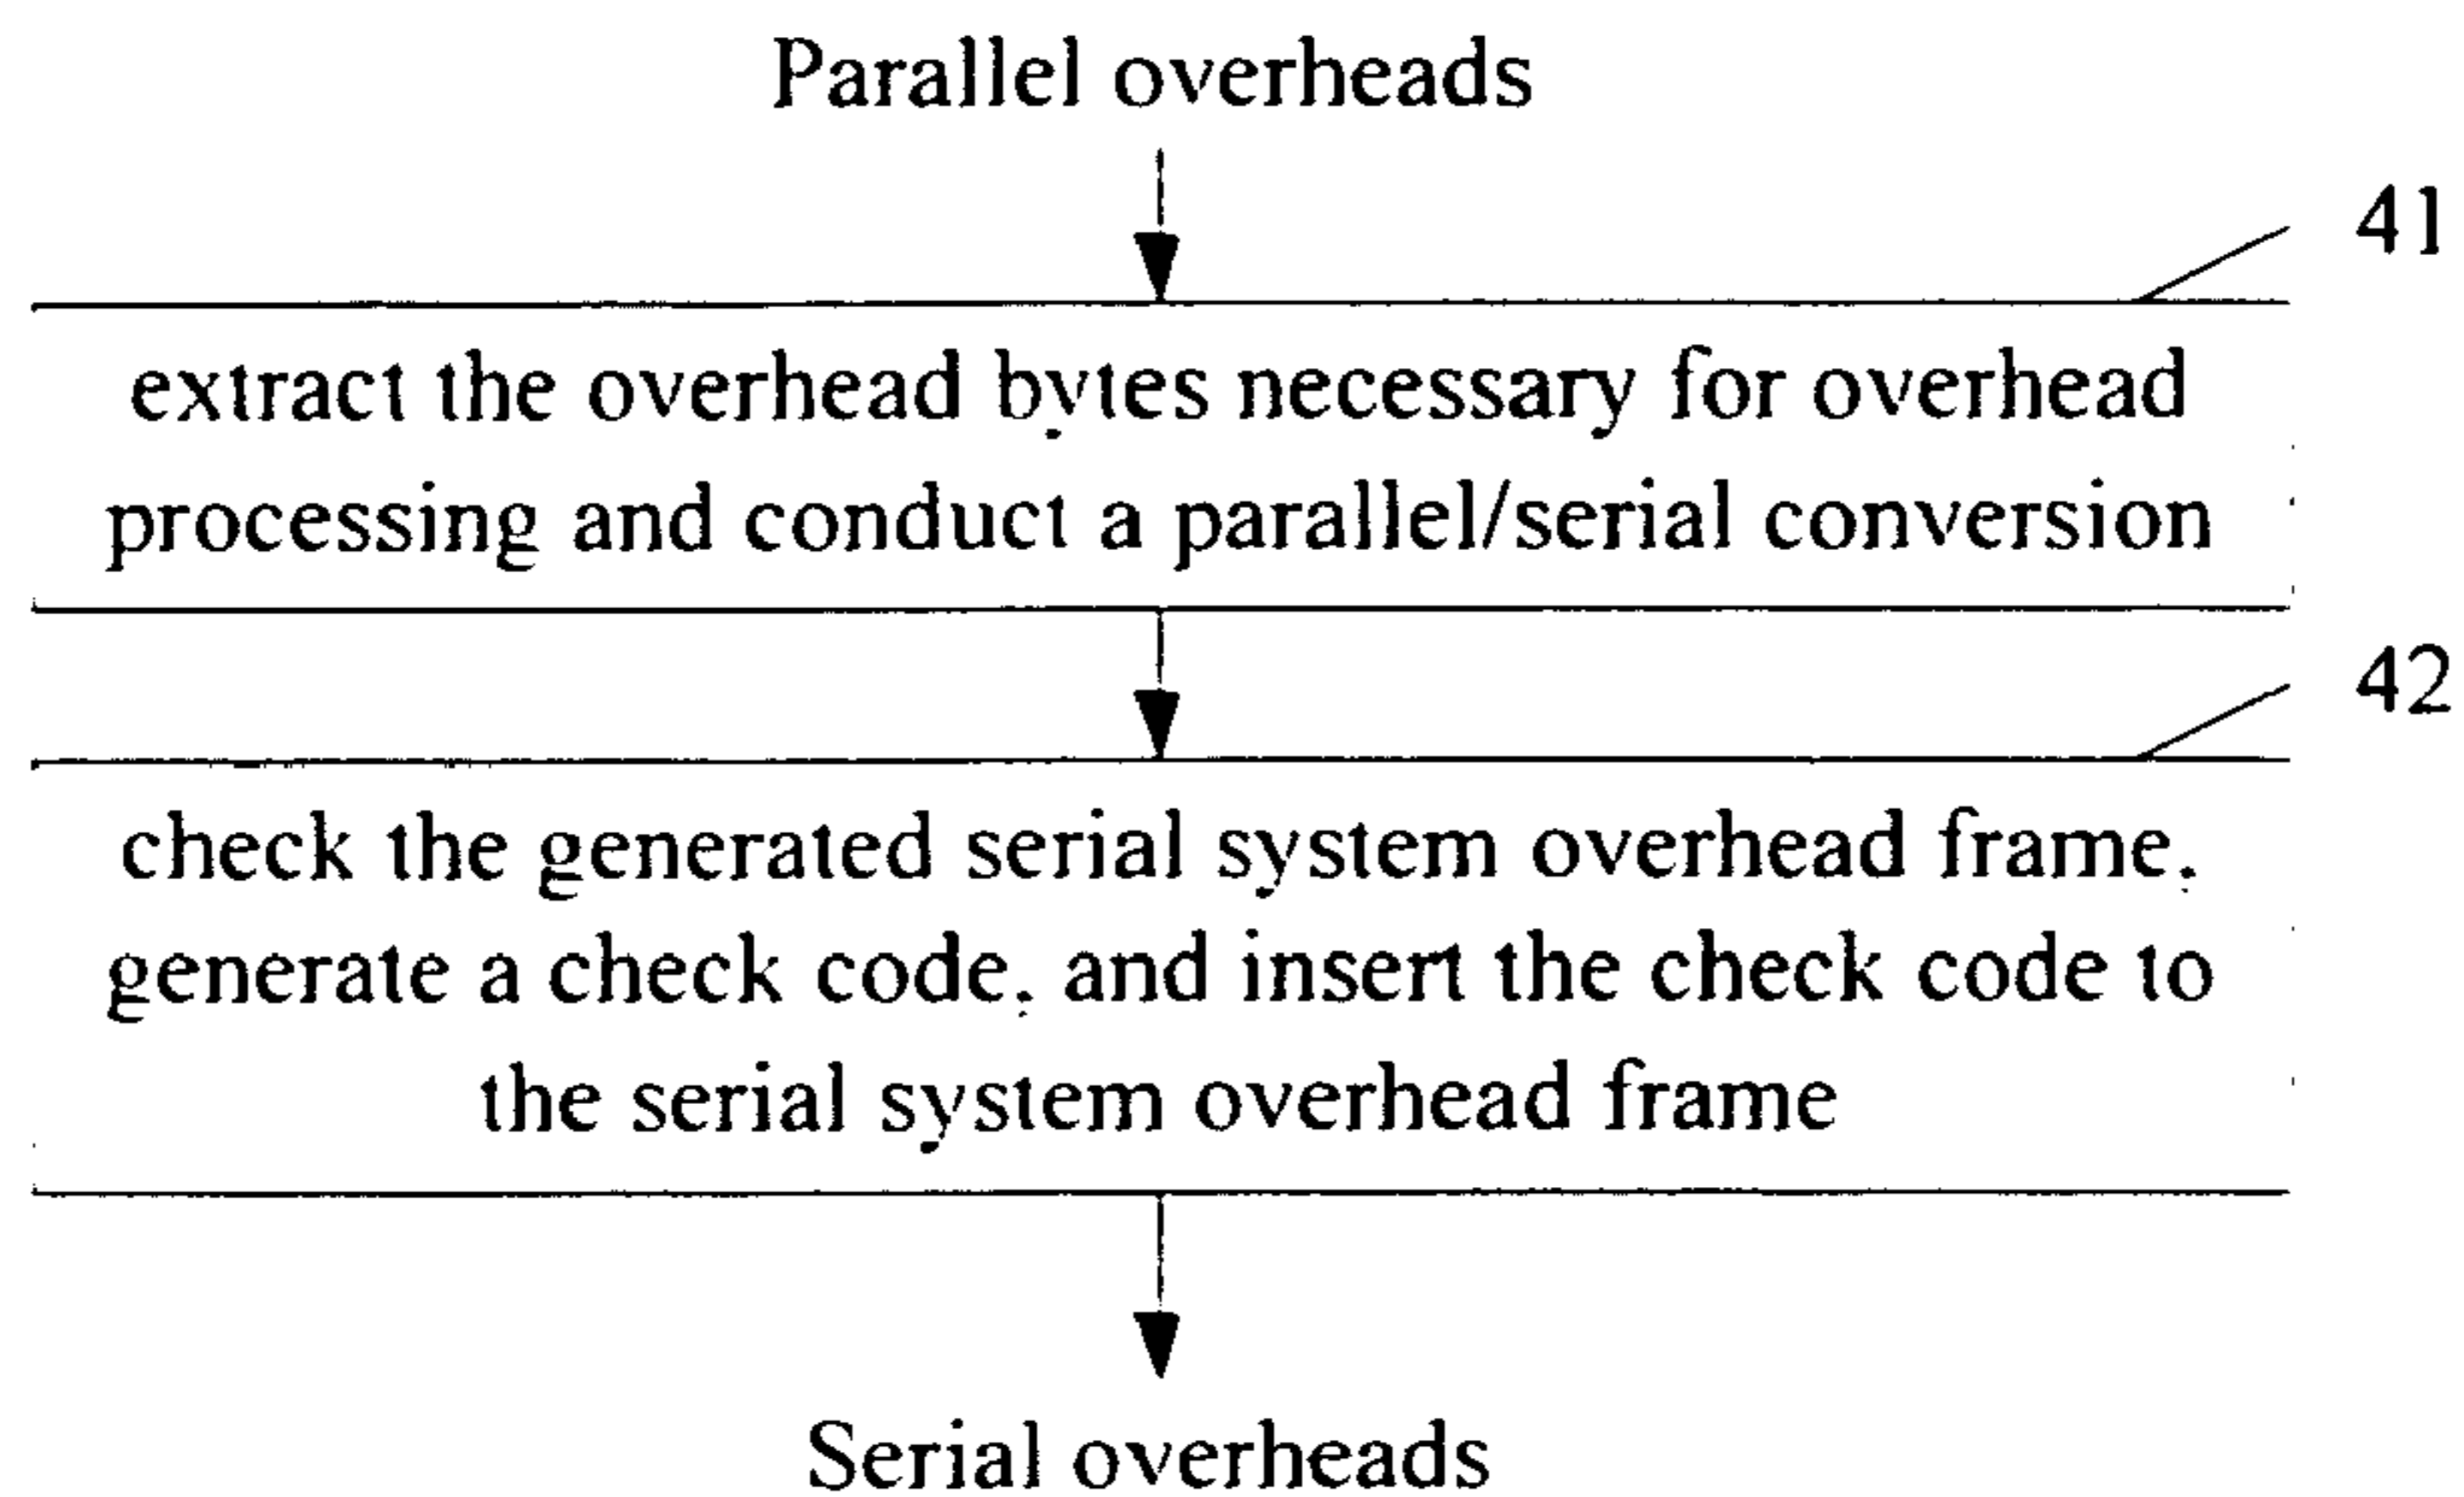 Parallel overheads
41
extract the overhead bytes necessary for overhead
processing and conduct a parallel/serial conversion
42
check the generated serial system overhead frame,
generate a check code, and insert the check code to
the serial system overhead frame
Serial overheads